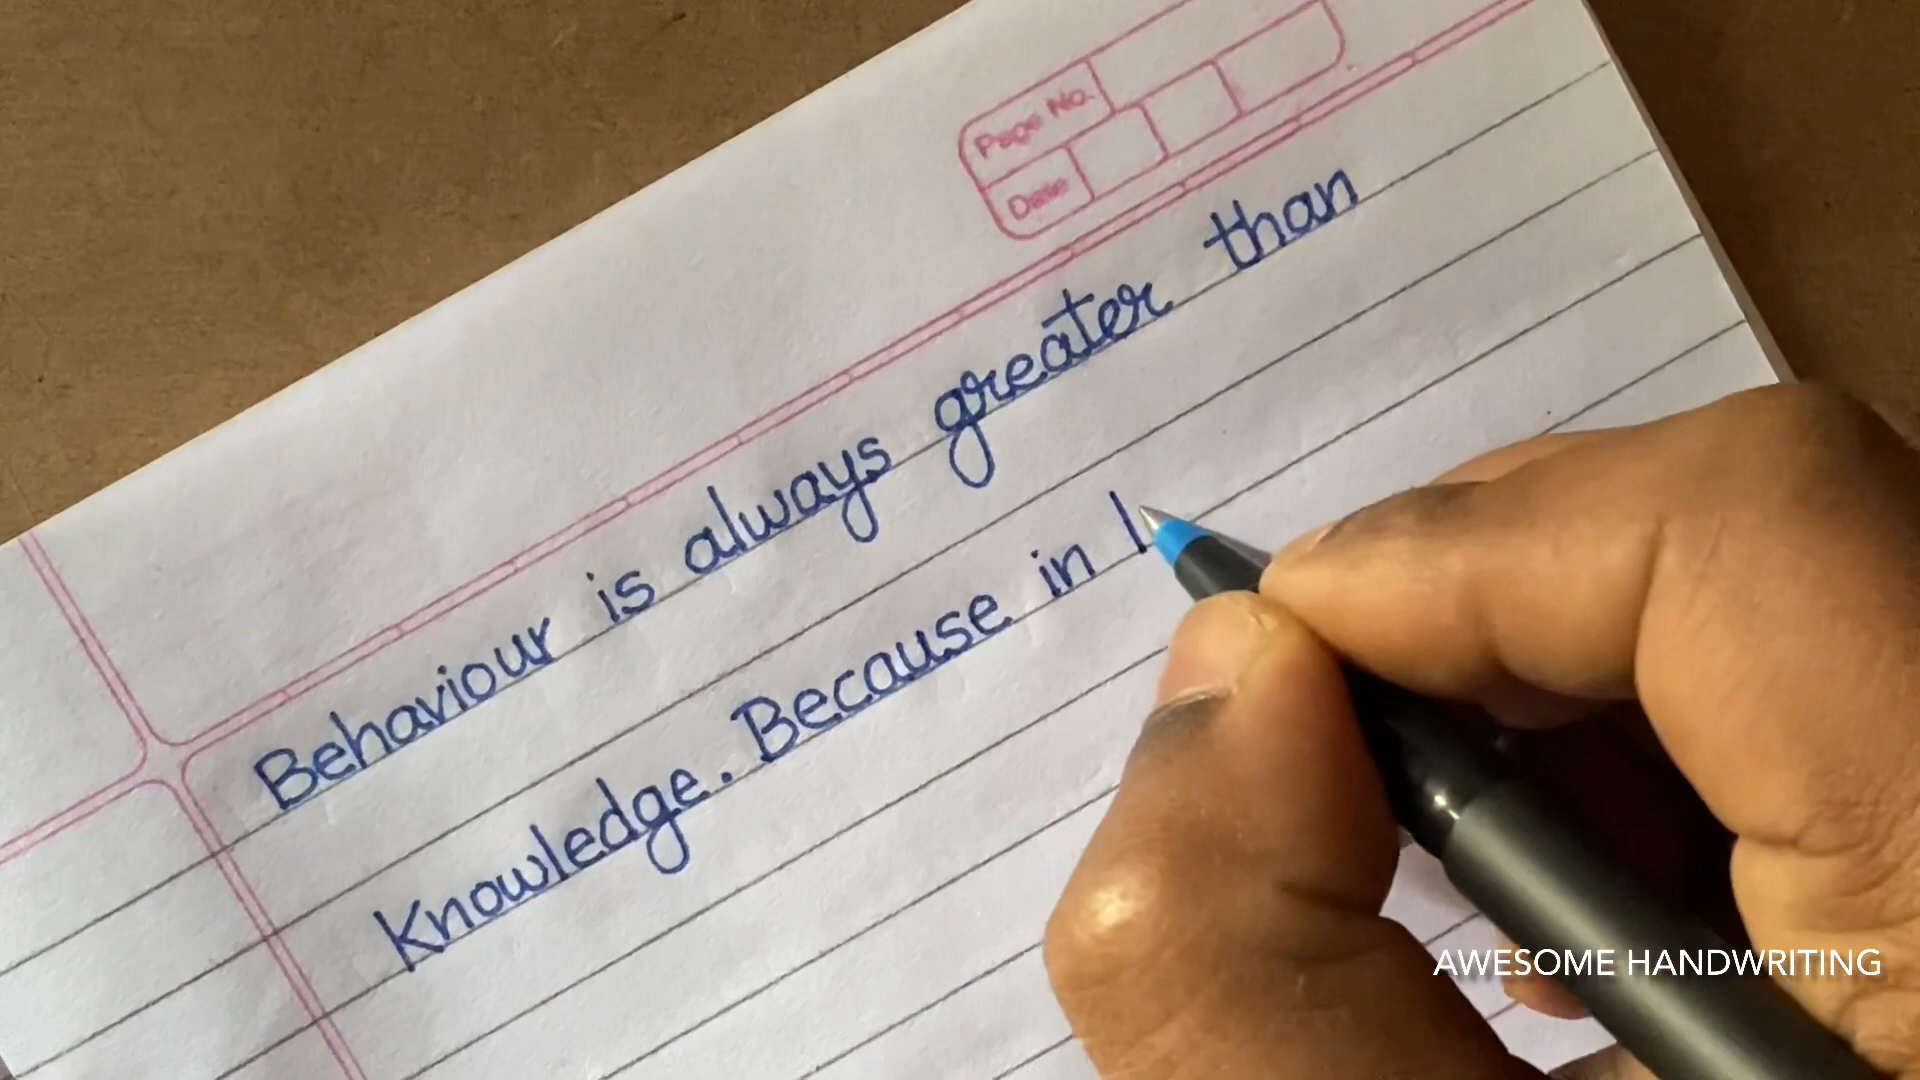 Page No.
Date
Behaviour is always greater than
Knowledge. Because in l
AWESOME HANDWRITING